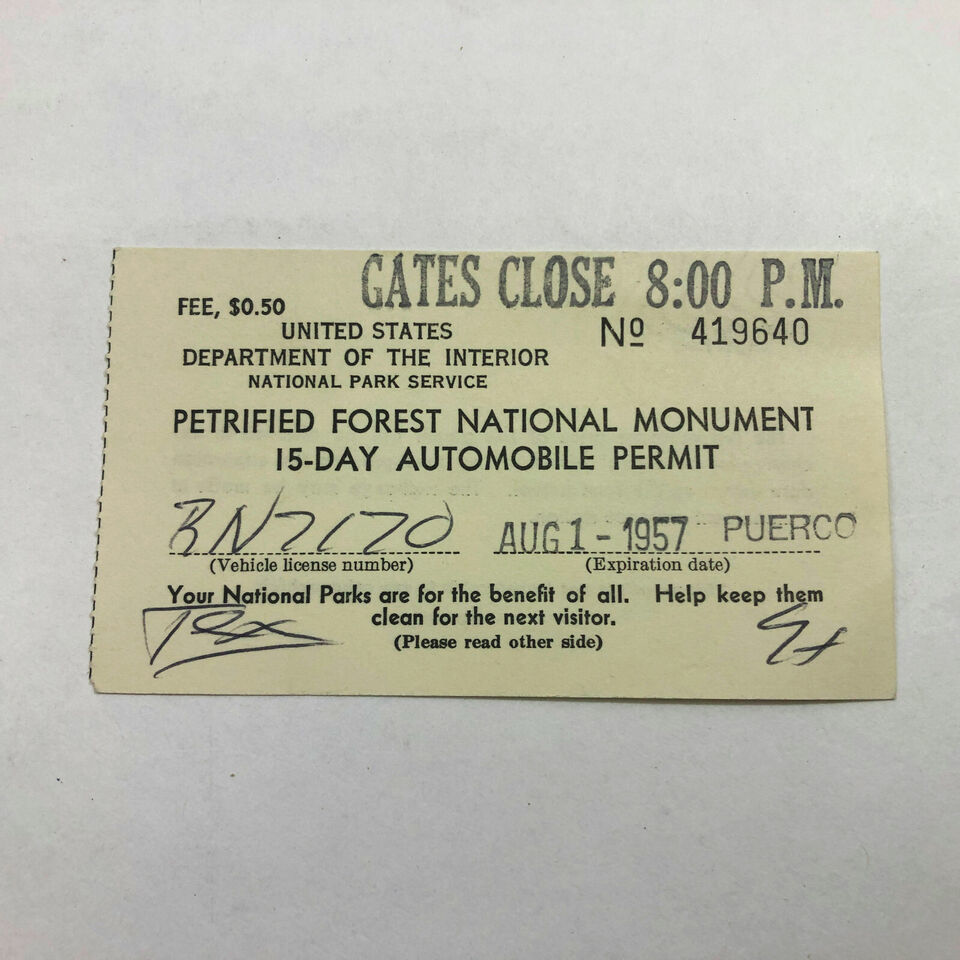 GATES CLOSE 8:00 P.M.
FEE, $0.50
UNITED STATES
Nº 419640
DEPARTMENT OF THE INTERIOR
NATIONAL PARK SERVICE
PETRIFIED FOREST NATIONAL MONUMENT
15-DAY AUTOMOBILE PERMIT
AUG 1 - 1957 PUERCO
(Vehicle license number) (Expiration date)
Your National Parks are for the benefit of all. Help keep them
clean for the next visitor.
(Please read other side)